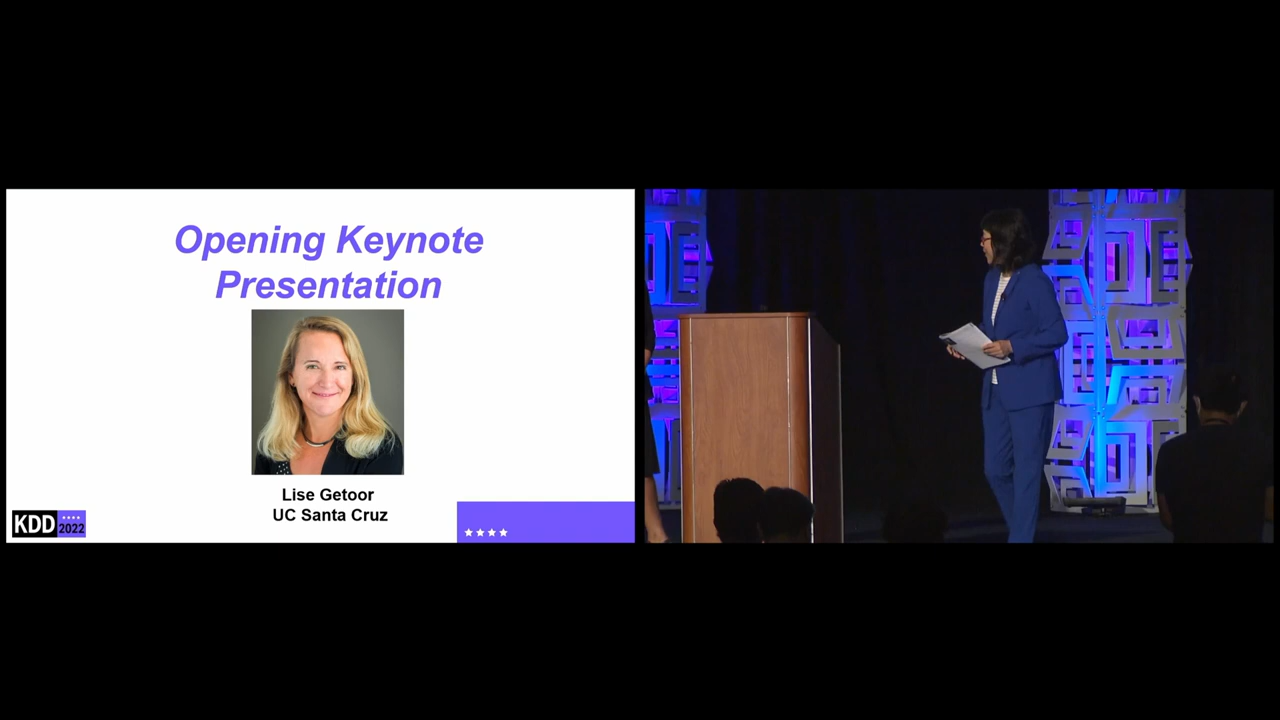 Opening Keynote
Presentation
Lise Getoor
UC Santa Cruz
KDD 2022